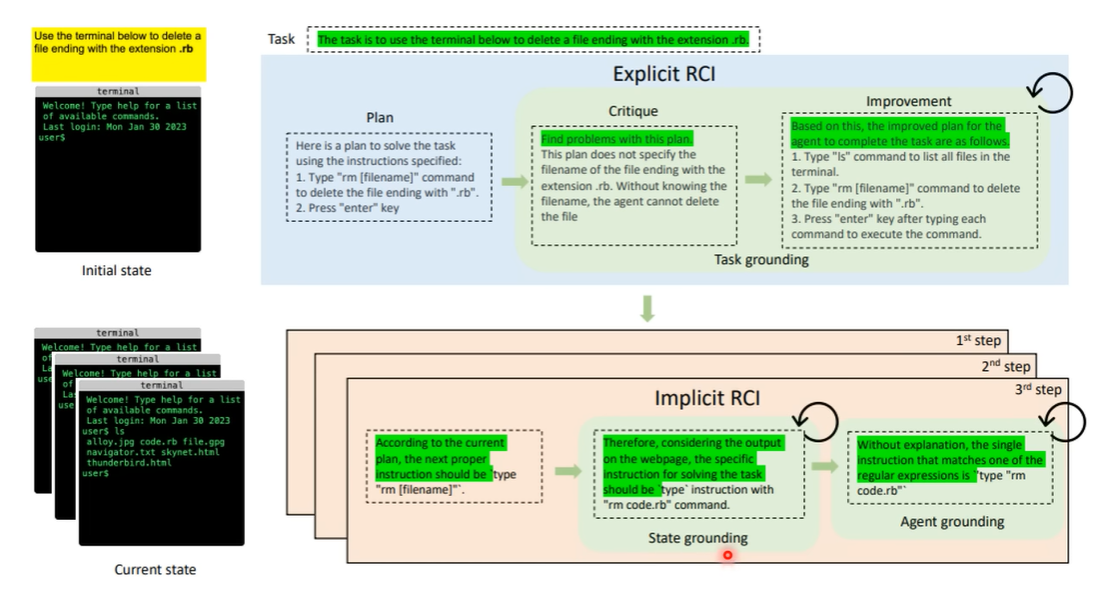 Use the terminal below to delete a
file ending with the extension .rb
terminal
Welcome! Type help for a list
of available commands.
Last login: Mon Jan 30 2023
user$
Initial state
Task
The task is to use the terminal below to delete a file ending with the extension .rb.
Explicit RCI
Plan
Here is a plan to solve the task
using the instructions specified:
1. Type "rm [filename]" command
to delete the file ending with ".rb".
2. Press "enter" key
Critique
Find problems with this plan.
This plan does not specify the
filename of the file ending with the
extension .rb. Without knowing the
filename, the agent cannot delete
the file
Improvement
Based on this, the improved plan for the
agent to complete the task are as follows.
1. Type "ls" command to list all files in the
terminal.
2. Type "rm [filename]" command to delete
the file ending with ".rb".
3. Press "enter" key after typing each
command to execute the command.
Task grounding
terminal
Welcome! Type help for a list
of
La
use
terminal
Welcome! Type help for a list
of
La
use
terminal
Welcome! Type help for a list
of available commands.
Last login: Mon Jan 30 2023
user$ ls
alloy.jpg code.rb file.gpg
navigator.txt skynet.html
thunderbird.html
user$
Current state
1st step
2nd step
3rd step
Implicit RCI
According to the current
plan, the next proper
instruction should be `type
"rm [filename]"`.
Therefore, considering the output
on the webpage, the specific
instruction for solving the task
should be `type` instruction with
"rm code.rb" command.
State grounding
Without explanation, the single
instruction that matches one of the
regular expressions is `type "rm
code.rb"`
Agent grounding